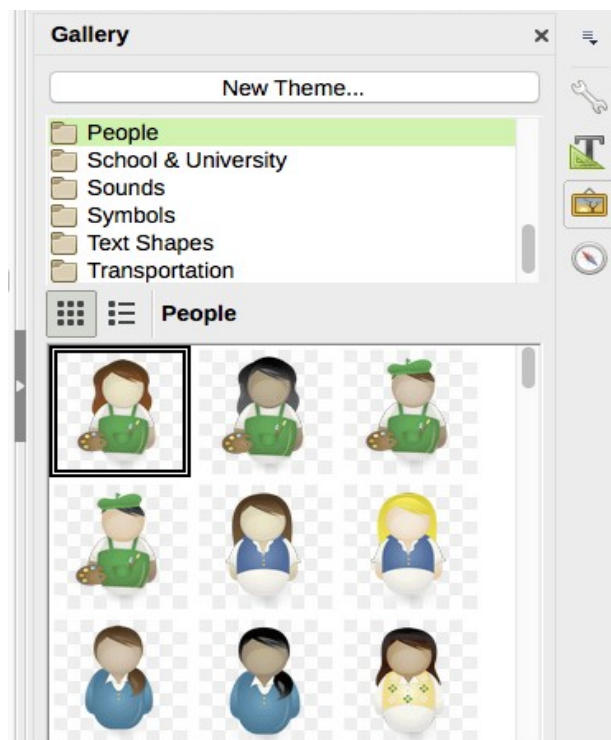 Gallery
New Theme...
People
School & University
Sounds
Symbols
Text Shapes
Transportation
People